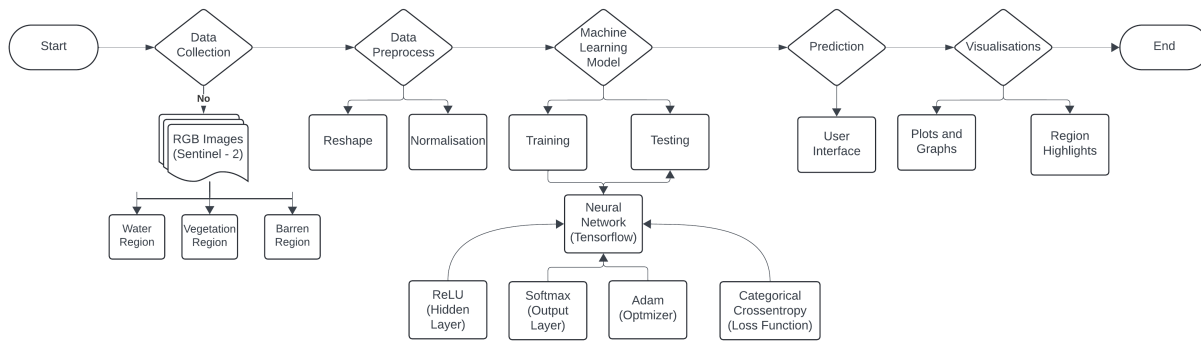 Start
Data
Collection
Data
Preprocess
Machine
Learning
Model
Prediction
Visualisations
End
No
RGB Images
(Sentinel - 2)
Reshape
Normalisation
Training
Testing
User
Interface
Plots and
Graphs
Region
Highlights
Water
Region
Vegetation
Region
Barren
Region
Neural
Network
(Tensorflow)
ReLU
(Hidden
Layer)
Softmax
(Output
Layer)
Adam
(Optmizer)
Categorical
Crossentropy
(Loss Function)